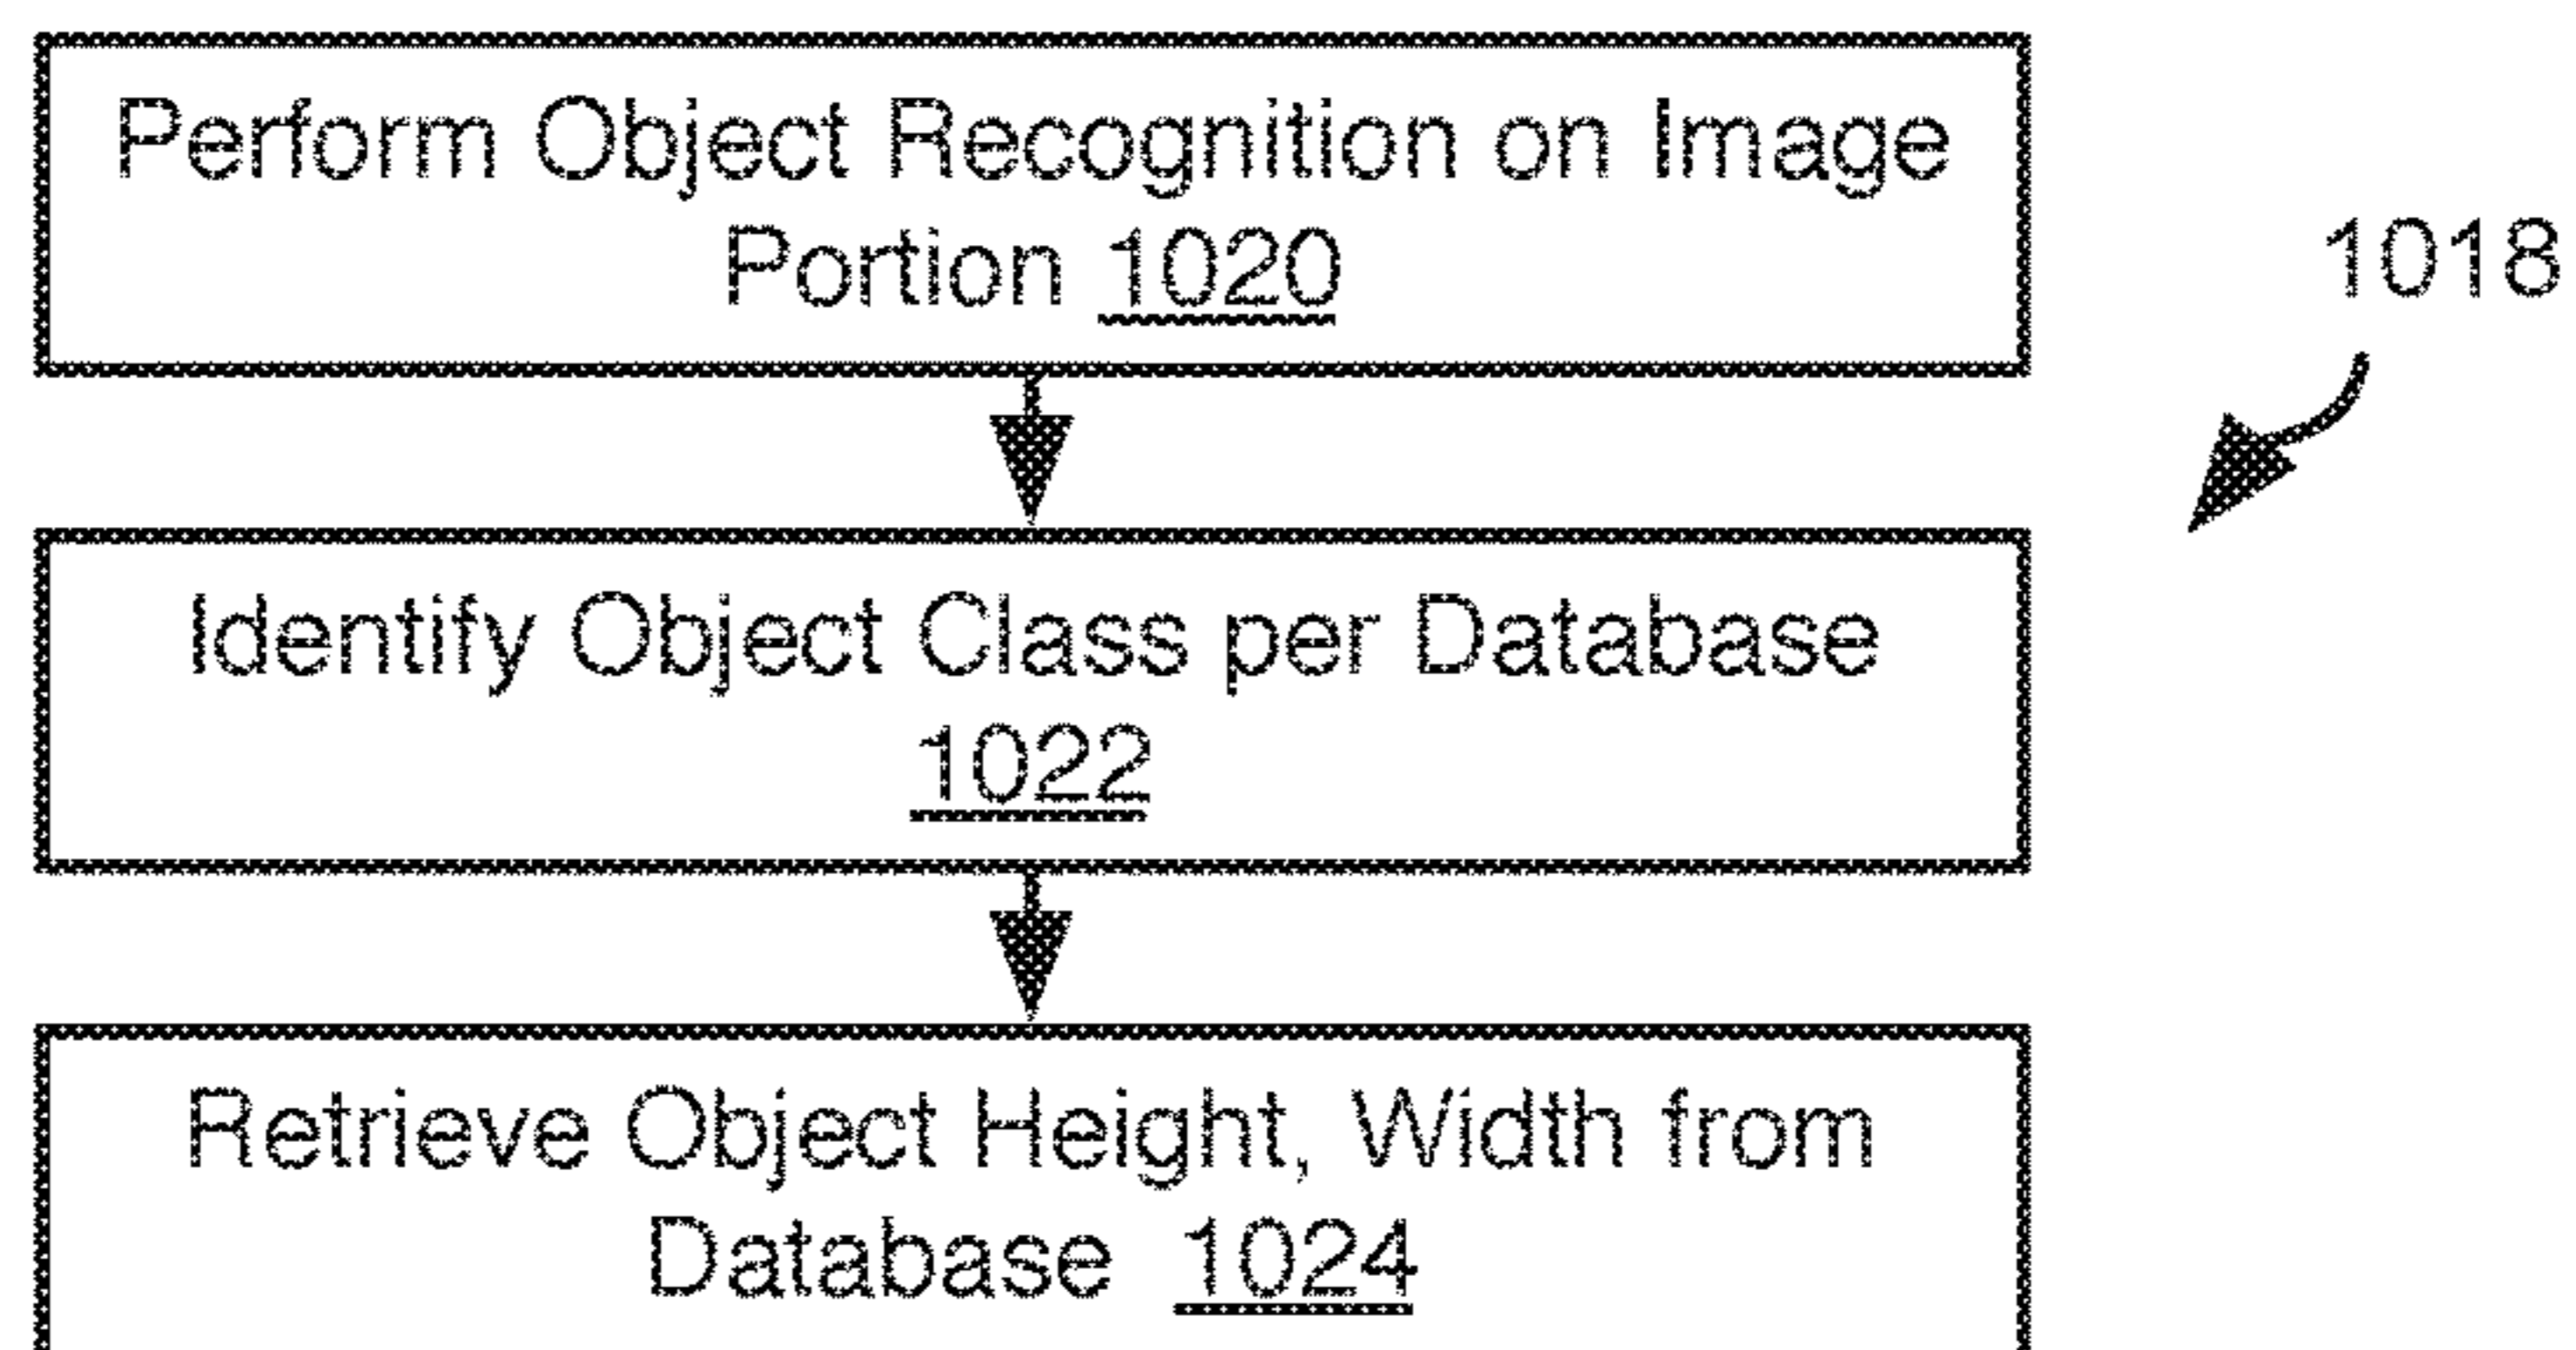 Perform Object Recognition on Image
Portion 1020
1018
Identify Object Class per Database
1022
Retrieve Object Height, Width from
Database 1024